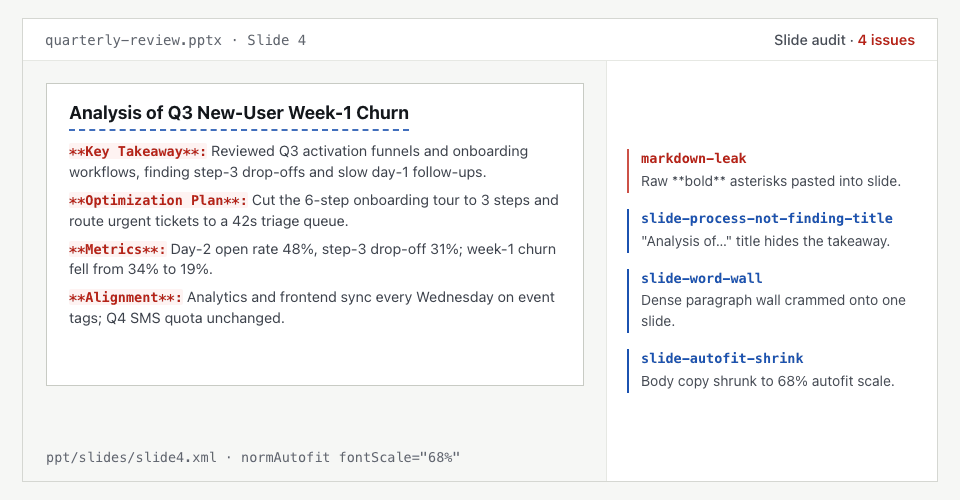 quarterly-review.pptx · Slide 4
Slide audit · 4 issues
Analysis of Q3 New-User Week-1 Churn
**Key Takeaway**: Reviewed Q3 activation funnels and onboarding
workflows, finding step-3 drop-offs and slow day-1 follow-ups.
**Optimization Plan**: Cut the 6-step onboarding tour to 3 steps and
route urgent tickets to a 42s triage queue.
**Metrics**: Day-2 open rate 48%, step-3 drop-off 31%; week-1 churn
fell from 34% to 19%.
**Alignment**: Analytics and frontend sync every Wednesday on event
tags; Q4 SMS quota unchanged.
ppt/slides/slide4.xml · normAutofit fontScale="68%"
markdown-leak
Raw **bold** asterisks pasted into slide.
slide-process-not-finding-title
"Analysis of…" title hides the takeaway.
slide-word-wall
Dense paragraph wall crammed onto one
slide.
slide-autofit-shrink
Body copy shrunk to 68% autofit scale.